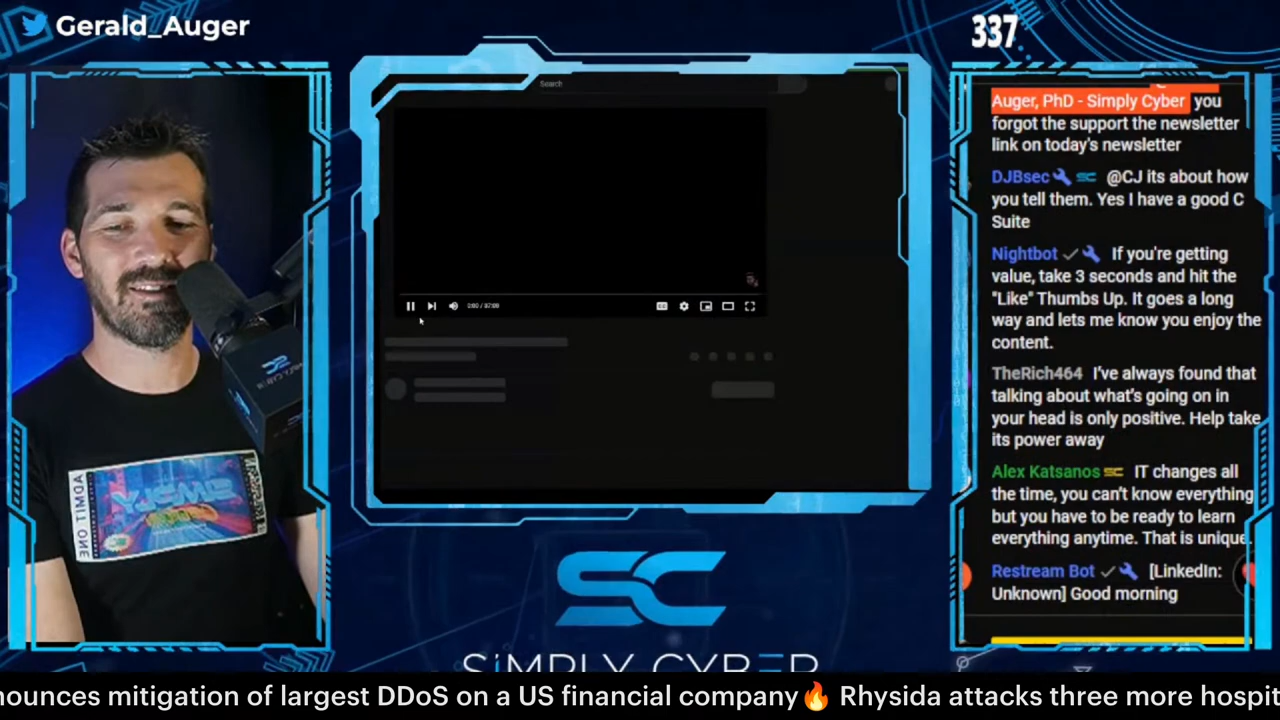 Gerald_Auger
337
Search
0:00 / 37:09
Auger, PhD - Simply Cyber you
forgot the support the newsletter
link on today's newsletter
DJBsec @CJ its about how
you tell them. Yes I have a good C
Suite
Nightbot If you're getting
value, take 3 seconds and hit the
"Like" Thumbs Up. It goes a long
way and lets me know you enjoy the
content.
TheRich464 I've always found that
talking about what's going on in
your head is only positive. Help take
its power away
Alex Katsanos IT changes all
the time, you can't know everything
but you have to be ready to learn
everything anytime. That is unique.
Restream Bot [LinkedIn:
Unknown] Good morning
ADMIT ONE
SC
SIMPLY CYBER
nounces mitigation of largest DDoS on a US financial company🔥 Rhysida attacks three more hospit